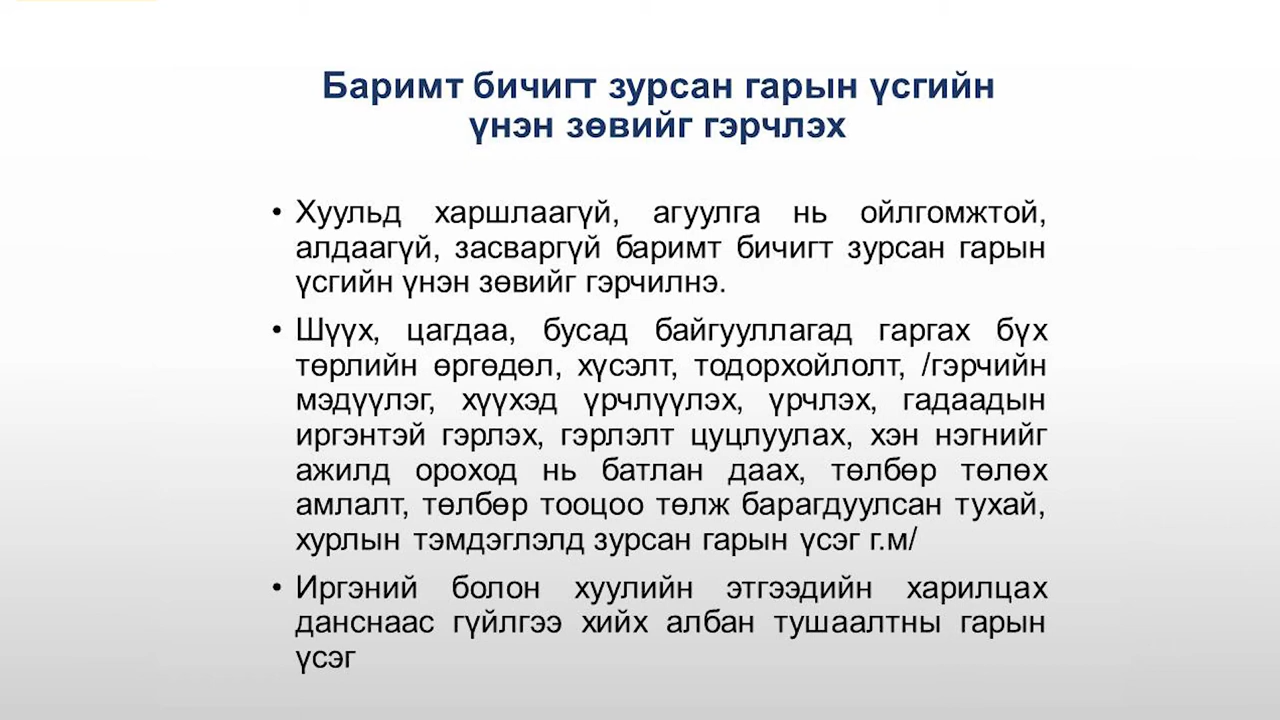 Баримт бичигт зурсан гарын үсгийн
үнэн зөвийг гэрчлэх
• Хуульд харшлаагүй, агуулга нь ойлгомжтой,
алдаагүй, засваргүй баримт бичигт зурсан гарын
үсгийн үнэн зөвийг гэрчилнэ.
• Шүүх, цагдаа, бусад байгууллагад гаргах бүх
төрлийн өргөдөл, хүсэлт, тодорхойлолт, /гэрчийн
мэдүүлэг, хүүхэд үрчлүүлэх, үрчлэх, гадаадын
иргэнтэй гэрлэх, гэрлэлт цуцлуулах, хэн нэгнийг
ажилд ороход нь батлан даах, төлбөр төлөх
амлалт, төлбөр тооцоо төлж барагдуулсан тухай,
хурлын тэмдэглэлд зурсан гарын үсэг г.м/
• Иргэний болон хуулийн этгээдийн харилцах
данснаас гүйлгээ хийх албан тушаалтны гарын
үсэг